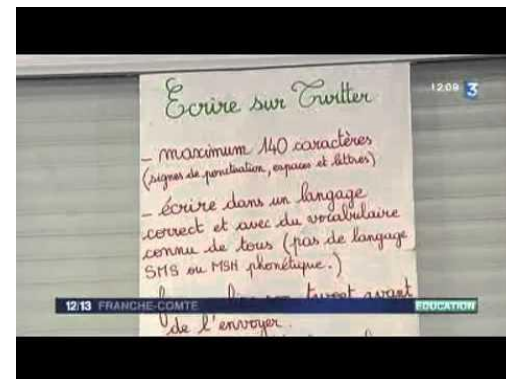 Ecrire sur Twitter
12:09 3
- maximum 140 caractères
(signes de ponctuation, espaces et lettres)
- écrire dans un langage
correct et avec du vocabulaire
connu de tous (pas de langage
SMS ou MSN phonétique.)
tweet avant
12/13 FRANCHE-COMTE
EDUCATION
de l'envoyer.